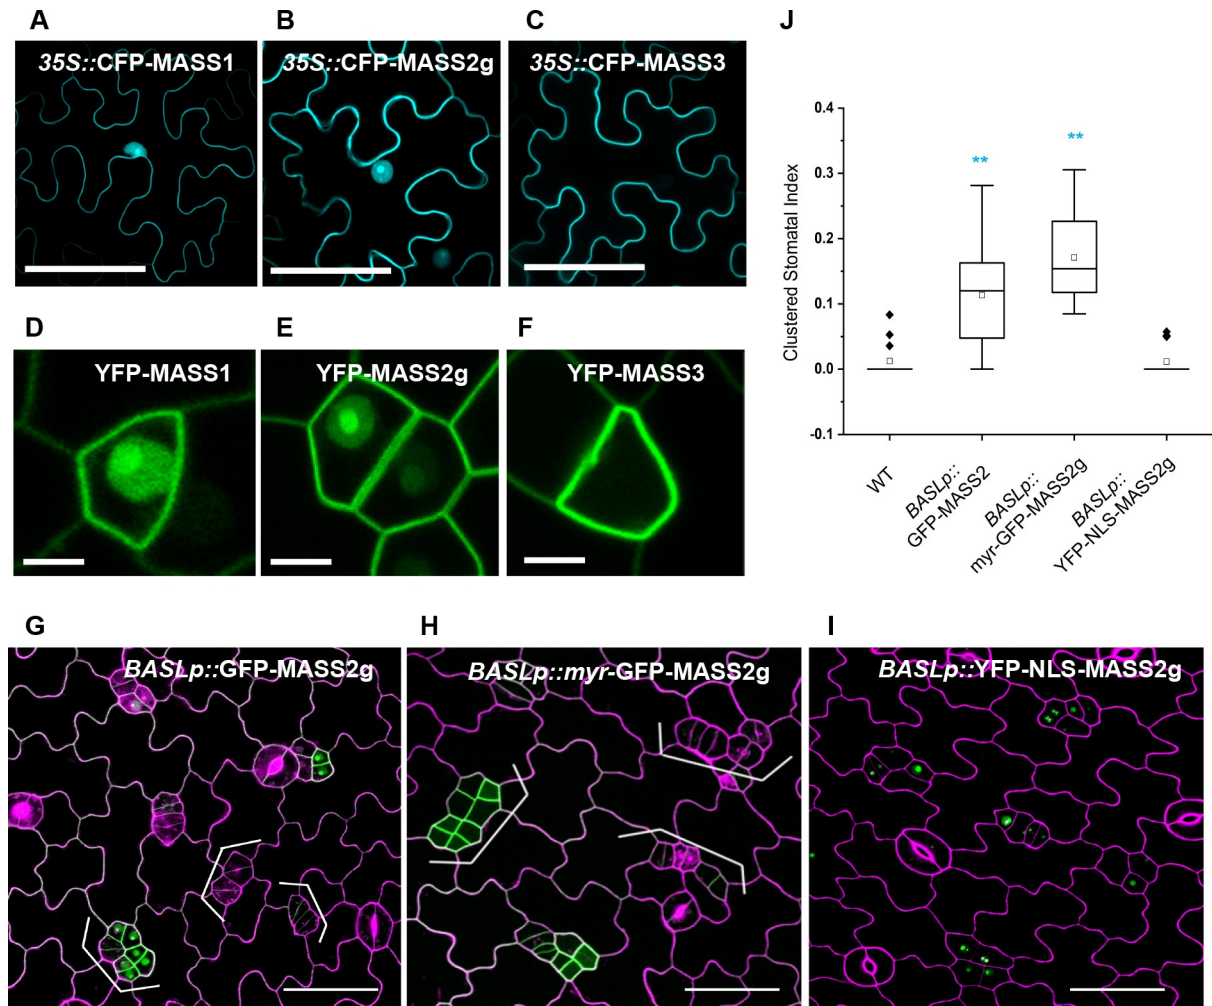 A
B
C
J
35S::CFP-MASS1
35S::CFP-MASS2g
35S::CFP-MASS3
D
E
F
YFP-MASS1
YFP-MASS2g
YFP-MASS3
Clustered Stomatal Index
0.4
0.3
0.2
0.1
0.0
-0.1
**
**
WT
BASLp::
GFP-MASS2
BASLp::
myr-GFP-MASS2g
BASLp::
YFP-NLS-MASS2g
G
H
I
BASLp::GFP-MASS2g
BASLp::myr-GFP-MASS2g
BASLp::YFP-NLS-MASS2g